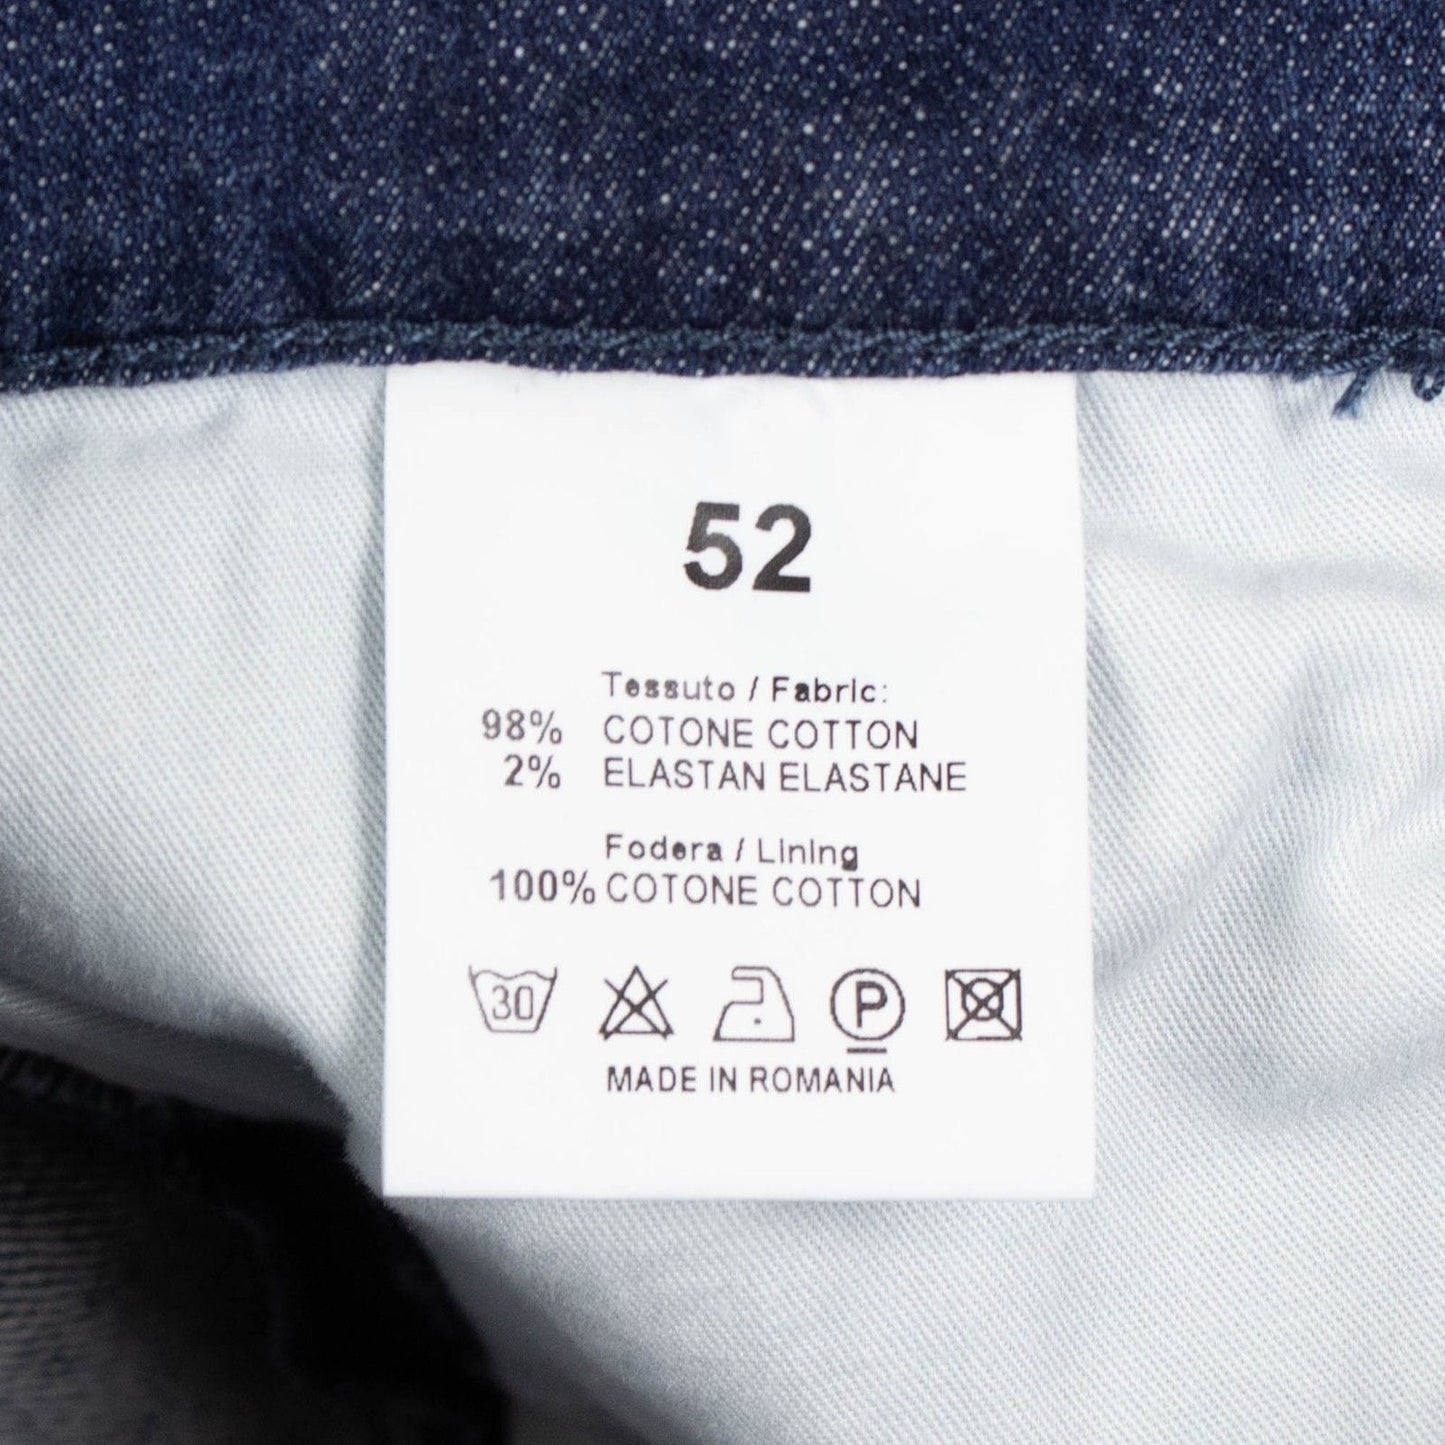 52
Tessuto / Fabric:
98% COTONE COTTON
2% ELASTAN ELASTANE
Fodera / Lining
100% COTONE COTTON
30 P
MADE IN ROMANIA